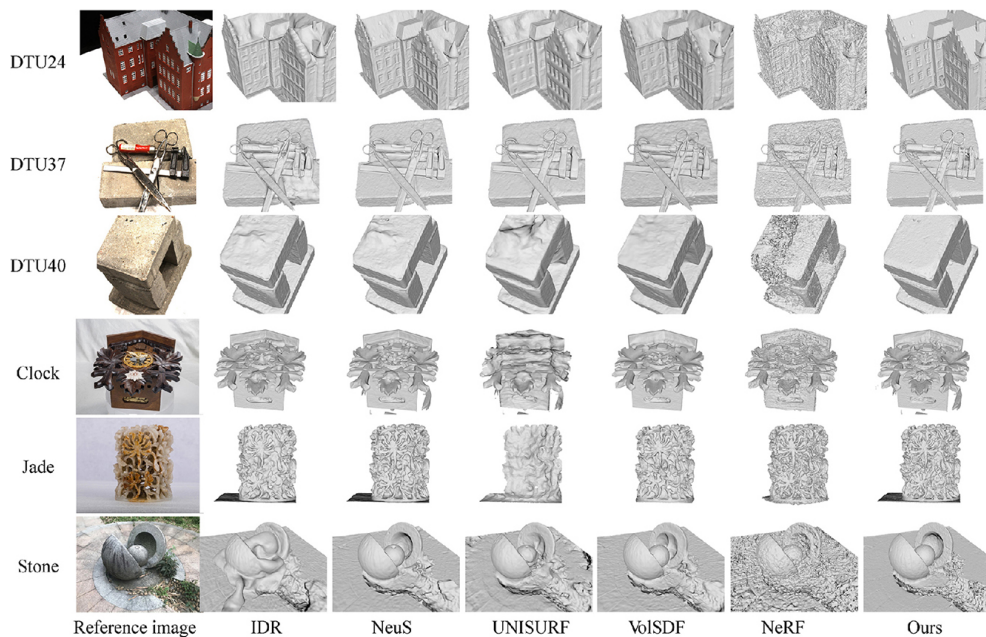 DTU24
DTU37
DTU40
Clock
Jade
Stone
Reference image IDR NeuS UNISURF VolSDF NeRF Ours